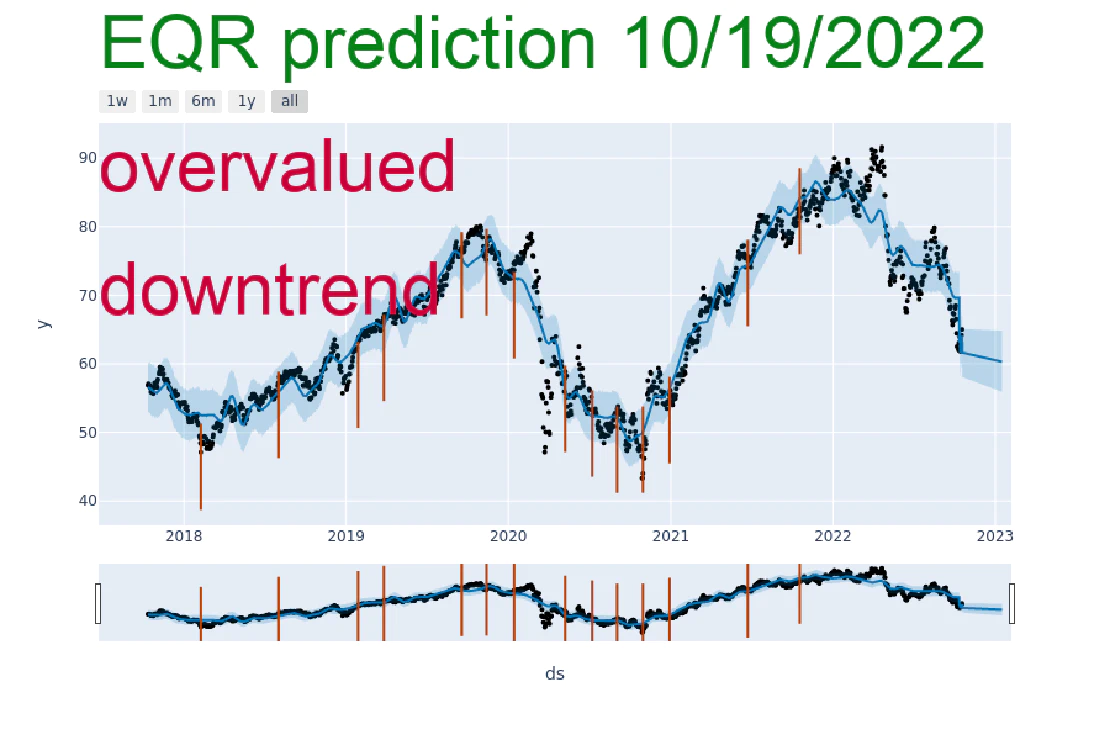 EQR prediction 10/19/2022
1w 1m 6m 1y all
90
overvalued
80
70
downtrend
y
60
50
40
2018 2019 2020 2021 2022 2023
ds